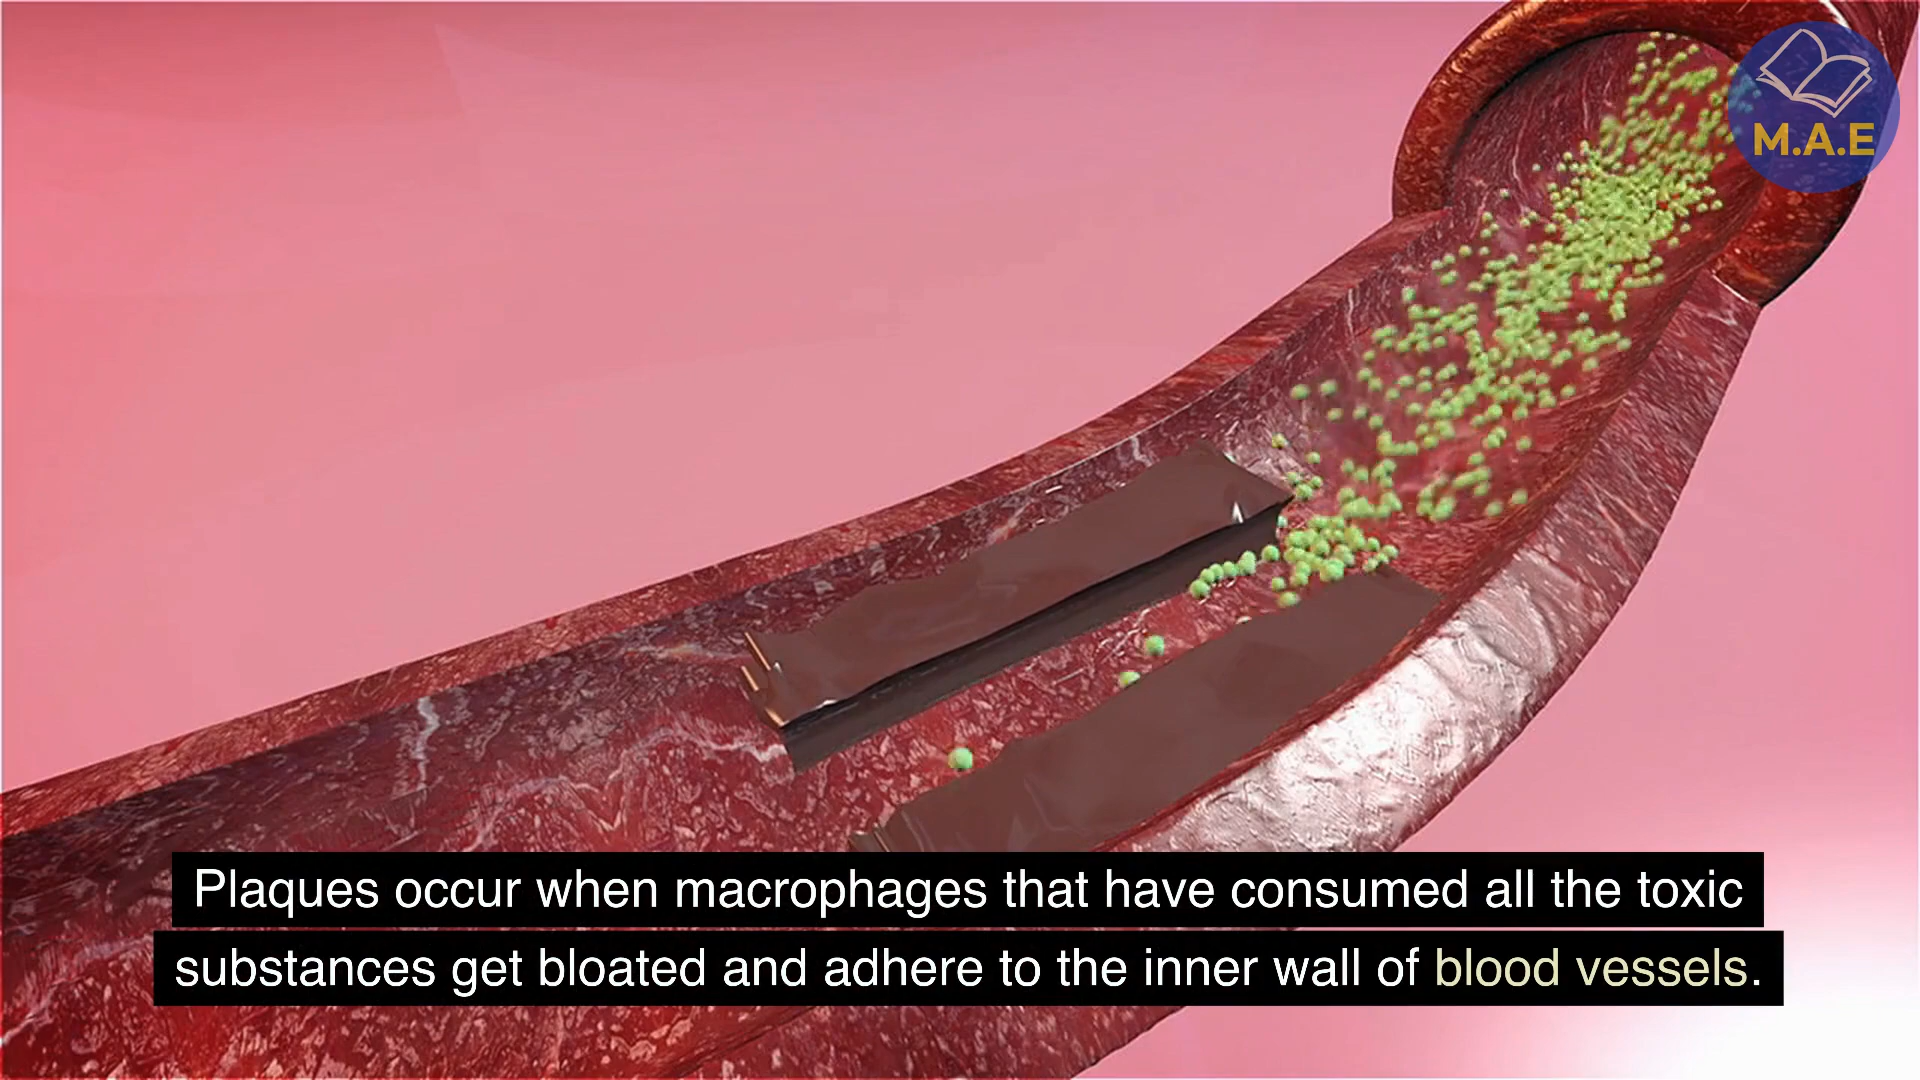 M.A.E
Plaques occur when macrophages that have consumed all the toxic
substances get bloated and adhere to the inner wall of blood vessels.